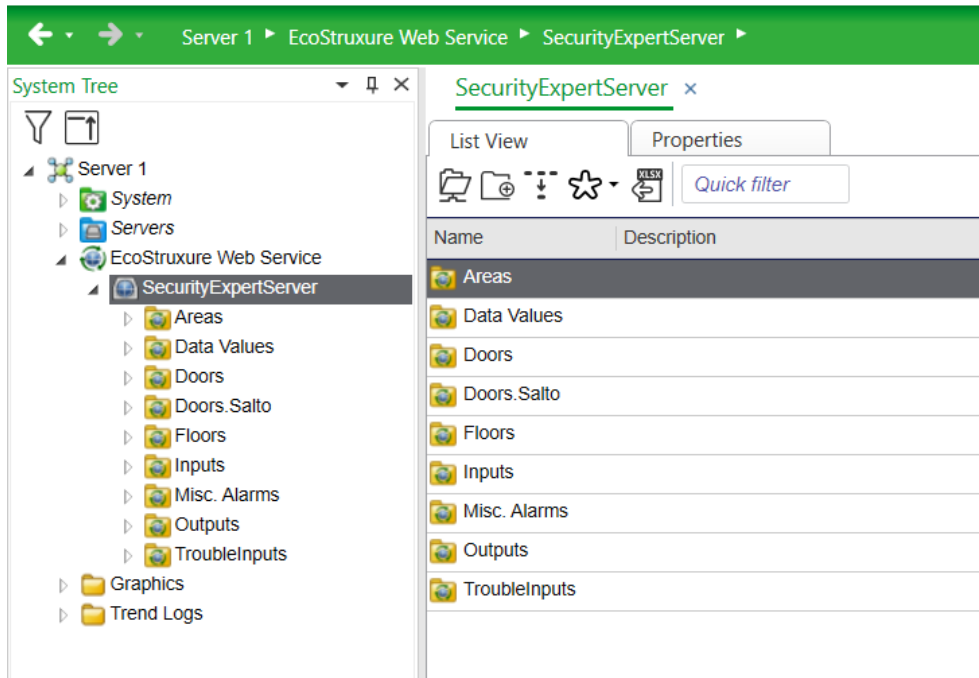 Server 1 EcoStruxure Web Service SecurityExpertServer
System Tree
Server 1
System
Servers
EcoStruxure Web Service
SecurityExpertServer
Areas
Data Values
Doors
Doors.Salto
Floors
Inputs
Misc. Alarms
Outputs
TroubleInputs
Graphics
Trend Logs
SecurityExpertServer
List View Properties
XLSX Quick filter
Name Description
Areas
Data Values
Doors
Doors.Salto
Floors
Inputs
Misc. Alarms
Outputs
TroubleInputs